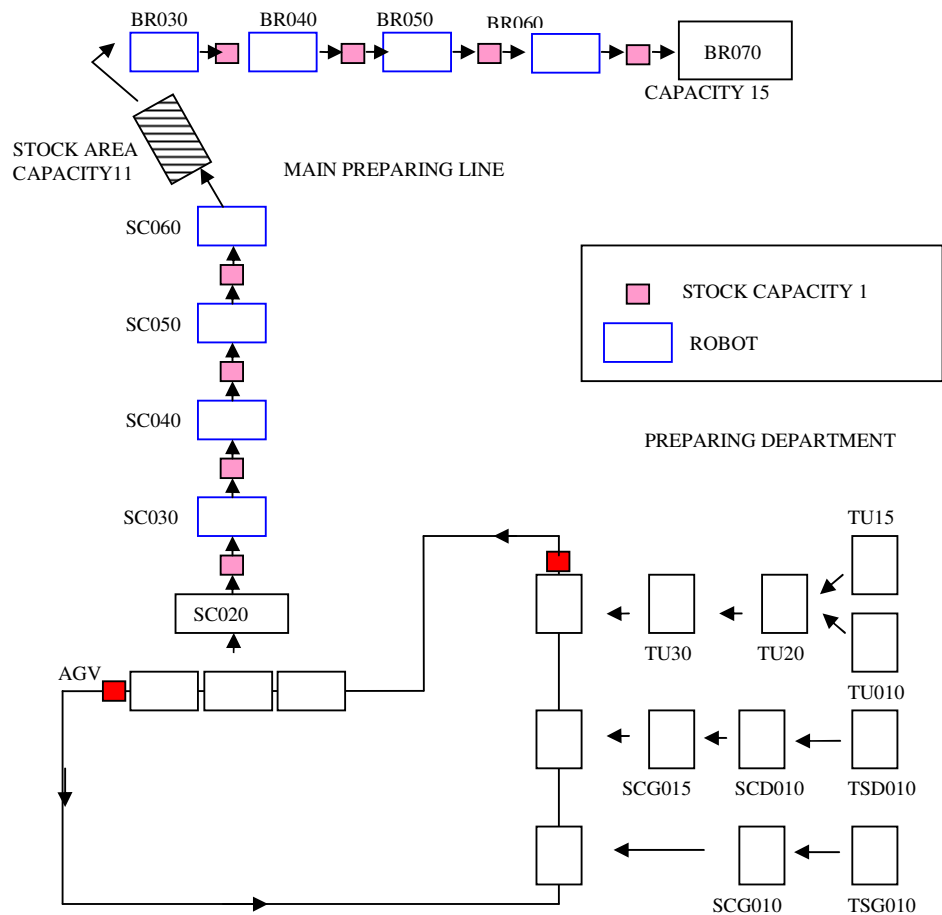 BR030
BR040
BR050
BR060
BR070
CAPACITY 15
STOCK AREA
CAPACITY11
MAIN PREPARING LINE
SC060
STOCK CAPACITY 1
SC050
ROBOT
SC040
PREPARING DEPARTMENT
SC030
TU15
SC020
TU30
TU20
AGV
TU010
SCG015
SCD010
TSD010
SCG010
TSG010